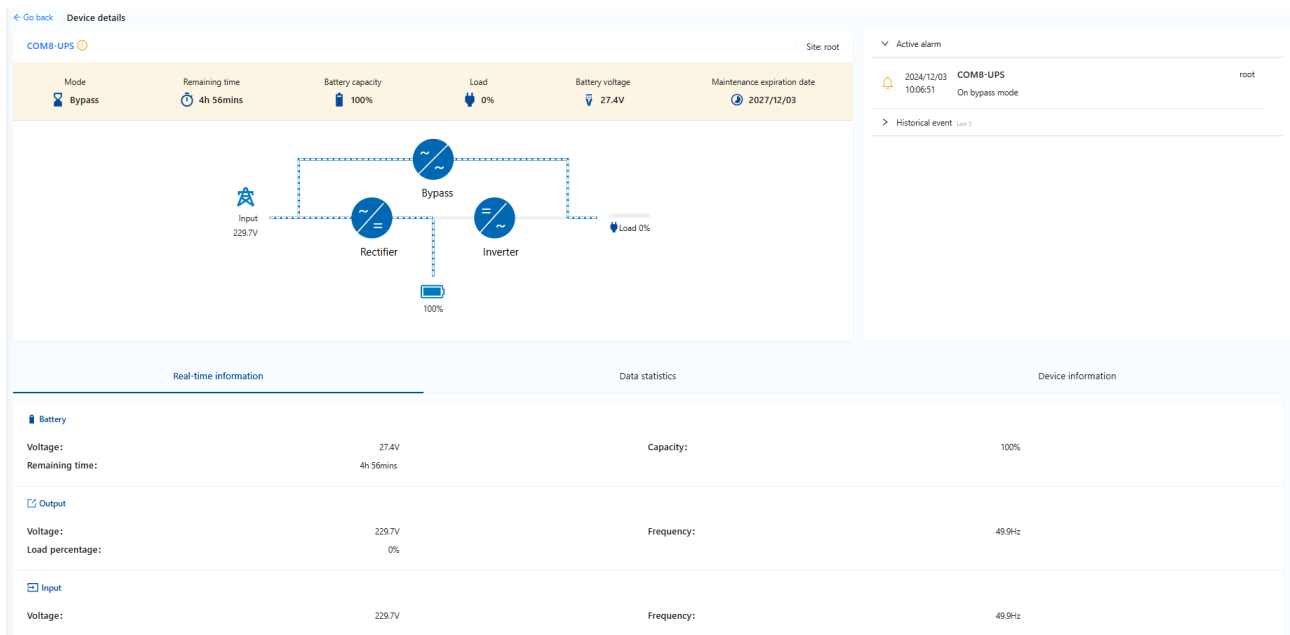 Go back Device details
COM8-UPS
Site: root
Mode Remaining time Battery capacity Load Battery voltage Maintenance expiration date
Bypass 4h 56mins 100% 0% 27.4V 2027/12/03
Bypass
Input
229.7V
Rectifier
Inverter
Load 0%
100%
Active alarm
2024/12/03 COM8-UPS root
10:06:51 On bypass mode
Historical event Last 5
Real-time information Data statistics Device information
Battery
Voltage: 27.4V Capacity: 100%
Remaining time: 4h 56mins
Output
Voltage: 229.7V Frequency: 49.9Hz
Load percentage: 0%
Input
Voltage: 229.7V Frequency: 49.9Hz